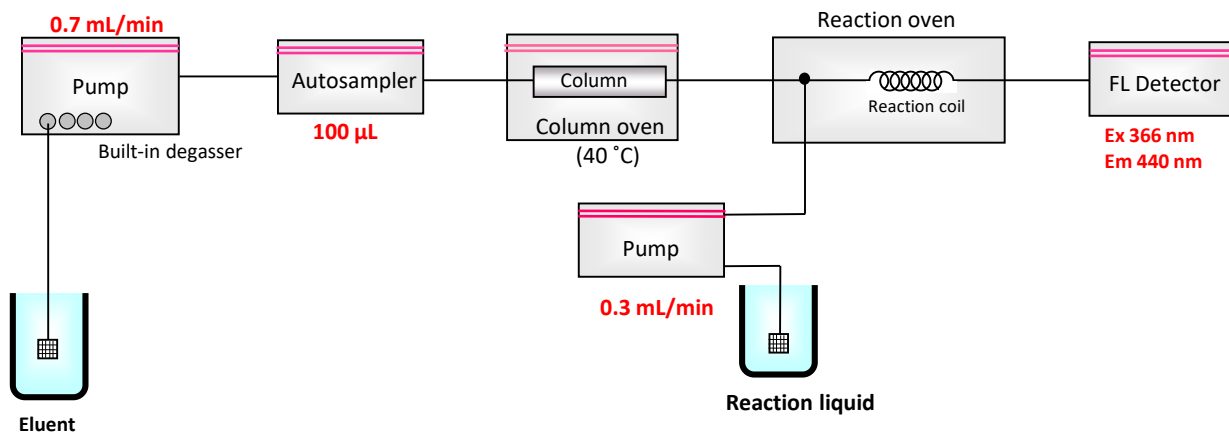 0.7 mL/min
Pump
Built-in degasser
Eluent
Autosampler
100 µL
Column
Column oven
(40 ˚C)
Pump
0.3 mL/min
Reaction liquid
Reaction oven
Reaction coil
FL Detector
Ex 366 nm
Em 440 nm